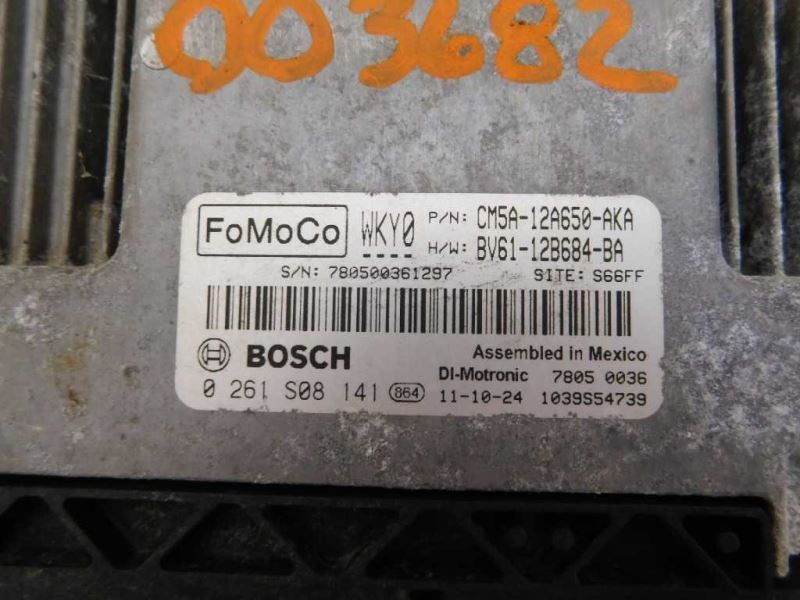 003682
FoMoCo WKY0 P/N: CM5A-12A650-AKA
H/W: BV61-12B684-BA
S/N: 780500361297 SITE: S66FF
BOSCH Assembled in Mexico
DI-Motronic 7805 0036
0 261 S08 141 864 11-10-24 1039S54739